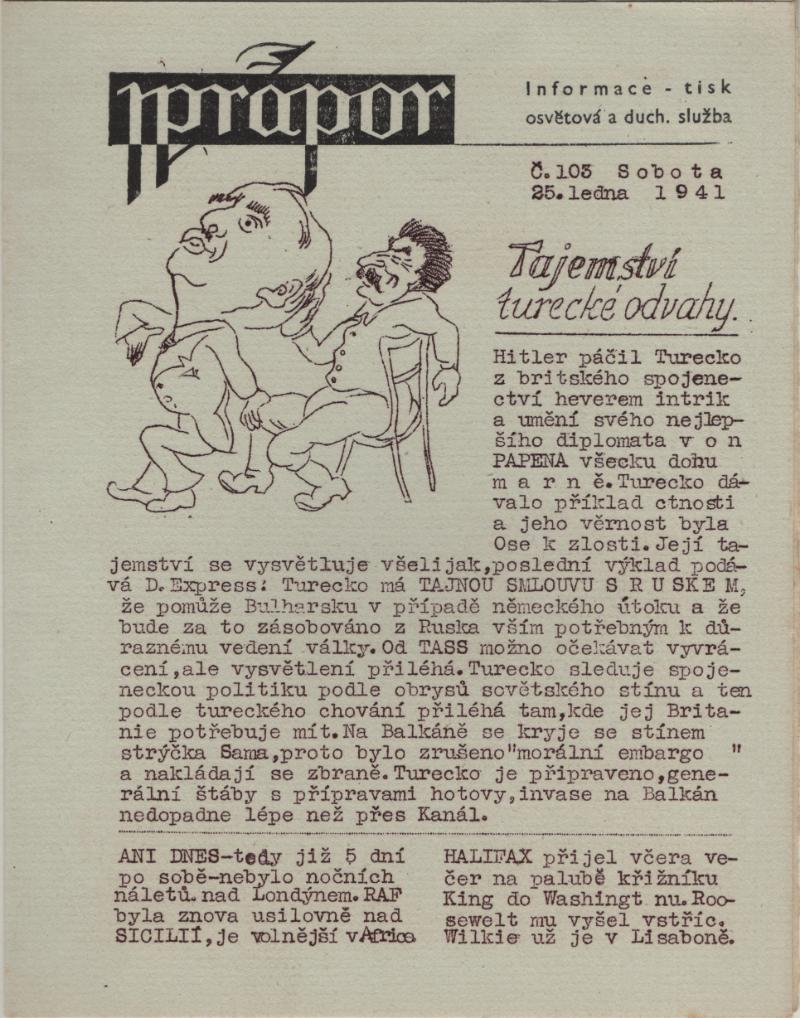 prápor
Informace - tisk
osvětová a duch. služba
Č.103 Sobota
25.ledna 1941
Tajemství
turecké odvahy.
Hitler páčil Turecko
z britského spojene-
ctví heverem intrik
a umění svého nejlep-
šího diplomata v o n
PAPENA všecku dobu
m a r n ě.Turecko dá-
valo příklad ctnosti
a jeho věrnost byla
Ose k zlosti.Její ta-
jemství se vysvětluje všelijak,poslední výklad podá-
vá D.Express: Turecko má TAJNOU SMLOUVU S R U S K E M,
že pomůže Bulharsku v případě německého útoku a že
bude za to zásobováno z Ruska vším potřebným k dů-
raznému vedení války.Od TASS možno očekávat vyvrá-
cení,ale vysvětlení přiléhá.Turecko sleduje spoje-
neckou politiku podle obrysů sovětského stínu a ten
podle tureckého chování přiléhá tam,kde jej Brita-
nie potřebuje mít.Na Balkáně se kryje se stínem
strýčka Sama,proto bylo zrušeno"morální embargo "
a nakládají se zbraně.Turecko je připraveno,gene-
rální štáby s přípravami hotovy,invase na Balkán
nedopadne lépe než přes Kanál.
ANI DNES-tedy již 5 dní
po sobě-nebylo nočních
náletů.nad Londýnem.RAF
byla znova usilovně nad
SICILIÍ,je volnější v Africe
HALIFAX přijel včera ve-
čer na palubě křižníku
King do Washingt nu.Roo-
sewelt mu vyšel vstříc.
Wilkie už je v Lisaboně.